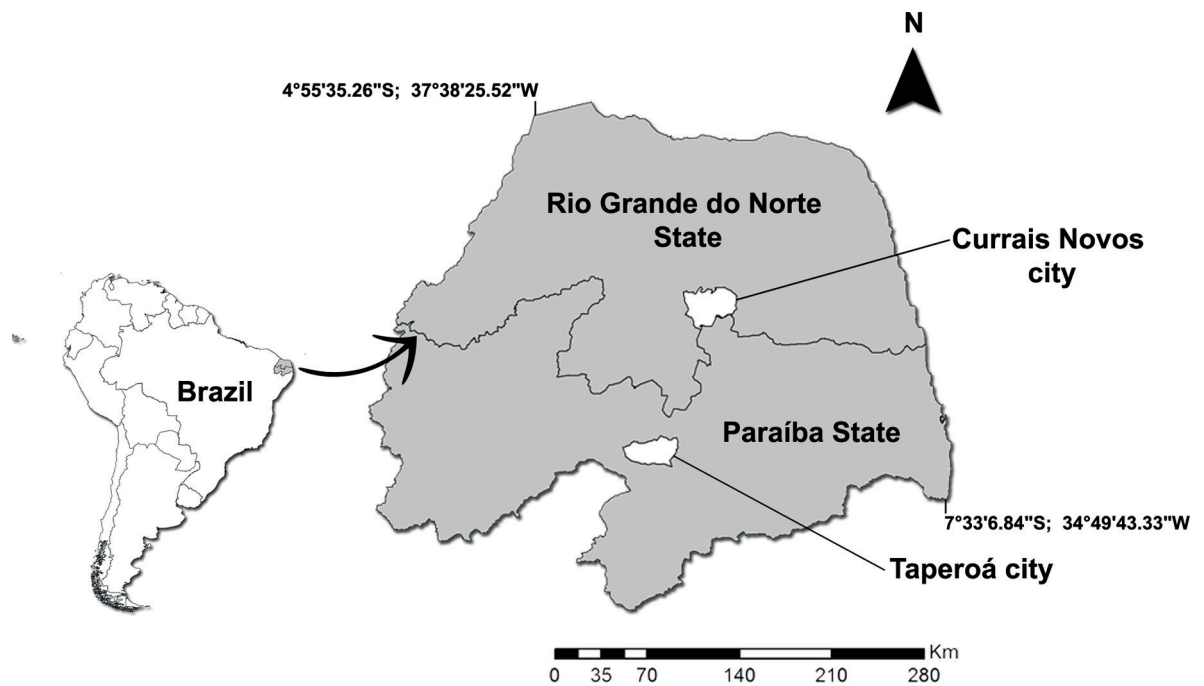 N
4°55'35.26"S; 37°38'25.52"W
Rio Grande do Norte
State
Currais Novos
city
Brazil
Paraíba State
7°33'6.84"S; 34°49'43.33"W
Taperoá city
Km
0 35 70 140 210 280